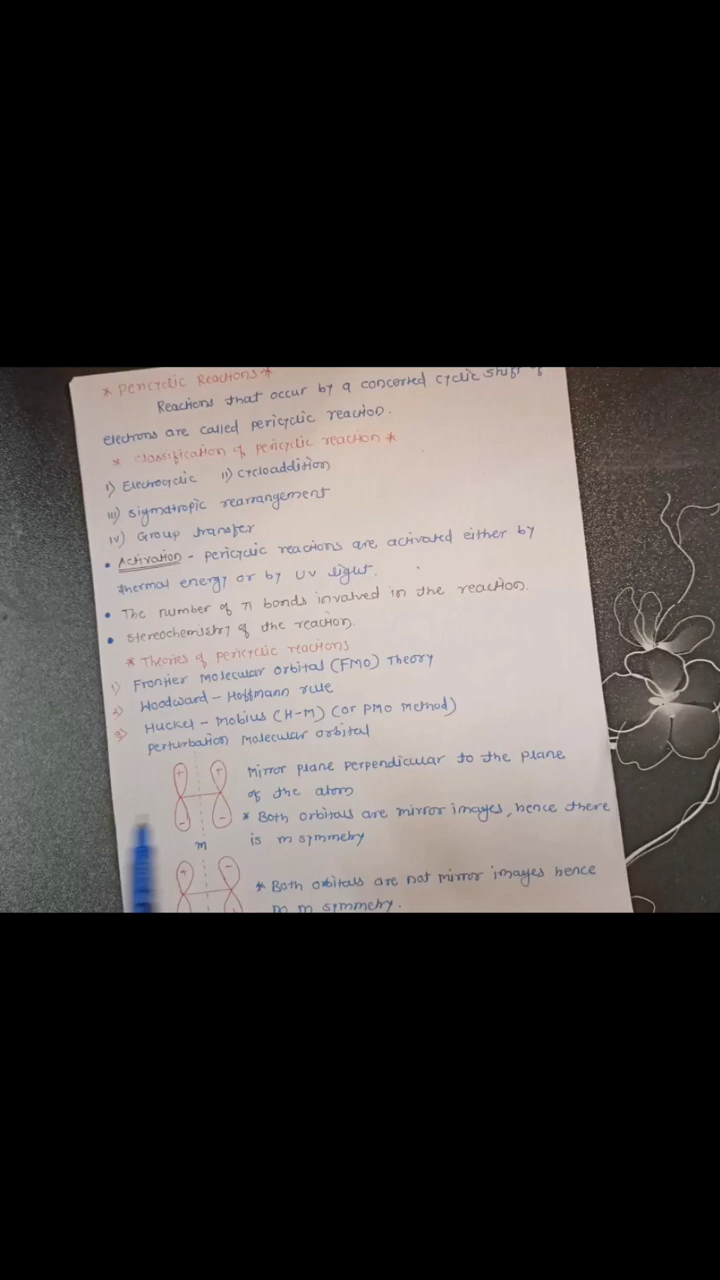 * Pericyclic Reactions *
Reactions that occur by a concerted cyclic shift of
electrons are called pericyclic reaction.
* Classification of pericyclic reaction *
i) Electrocyclic ii) Cycloaddition
iii) Sigmatropic rearrangement
iv) Group transfer
• Activation - pericyclic reactions are activated either by
thermal energy or by UV light.
• The number of π bonds involved in the reaction.
• Stereochemistry of the reaction.
* Theories of pericyclic reactions
1) Frontier Molecular Orbital (FMO) Theory
2) Woodward - Hoffmann rule
3) Huckel - Mobius (H-M) (or PMO Method)
perturbation molecular orbital
+ + Mirror plane perpendicular to the plane
of the atom
- - * Both orbitals are mirror images, hence there
m is m symmetry
+ - * Both orbitals are not mirror images hence
m symmetry.